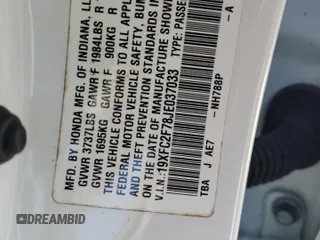 MFD. BY HONDA MFG. OF INDIANA, LL
GVWR 3737LBS GAWR F 1984LBS R
GVWR 1695KG GAWR F 900KG R
THIS VEHICLE CONFORMS TO ALL APPL
FEDERAL MOTOR VEHICLE SAFETY, BUM
AND THEFT PREVENTION STANDARDS IN
ON THE DATE OF MANUFACTURE SHOW
V.I.N.: 19XFC2F78JE037033 TYPE: PASSE
NH788P -A
TBA J AE7
DREAMBID